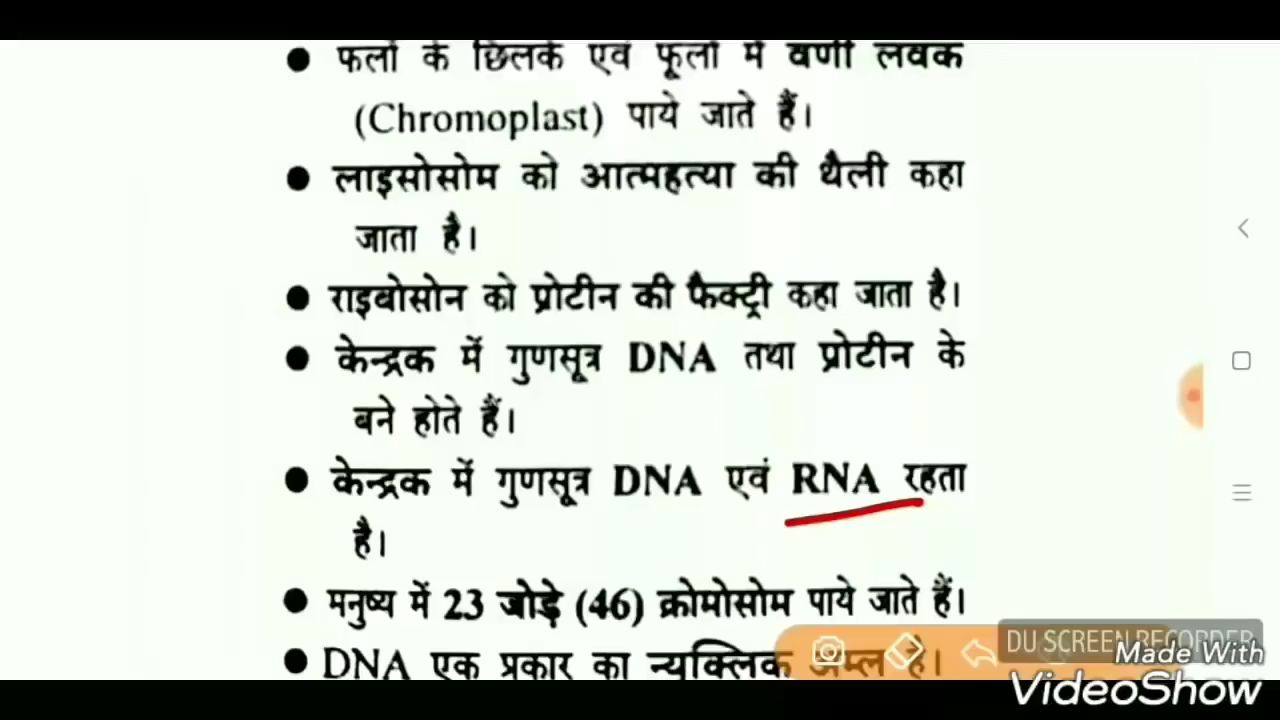 ● फलों के छिलके एवं फूलों में वर्णी लवक
(Chromoplast) पाये जाते हैं।
● लाइसोसोम को आत्महत्या की थैली कहा
जाता है।
● राइबोसोन को प्रोटीन की फैक्ट्री कहा जाता है।
● केन्द्रक में गुणसूत्र DNA तथा प्रोटीन के
बने होते हैं।
● केन्द्रक में गुणसूत्र DNA एवं RNA रहता
है।
● मनुष्य में 23 जोड़े (46) क्रोमोसोम पाये जाते हैं।
● DNA एक प्रकार का न्यूक्लिक अम्ल है।
DU SCREEN RECORDER
Made With
VideoShow